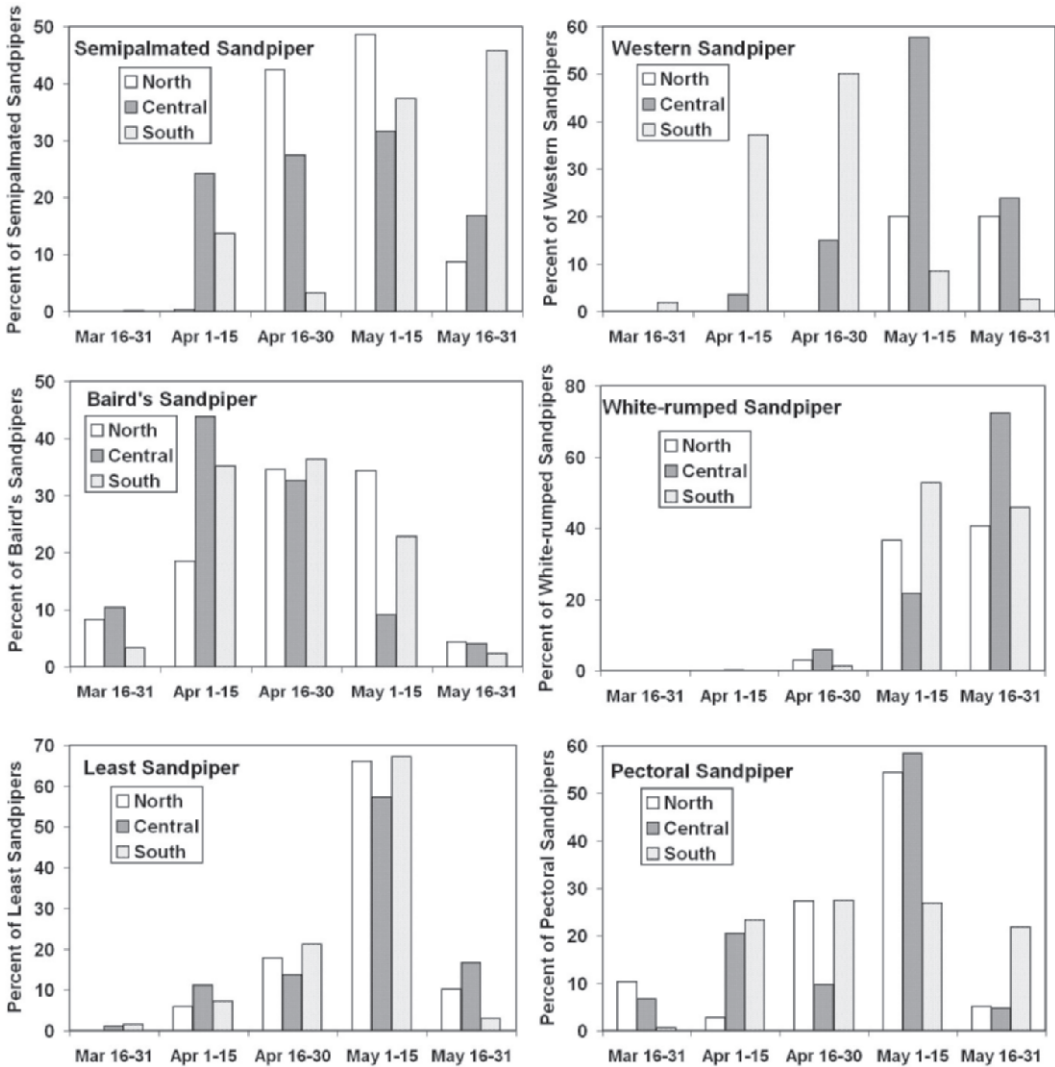 Percent of Semipalmated Sandpipers
50
40
30
20
10
0
Semipalmated Sandpiper
North
Central
South
Mar 16-31 Apr 1-15 Apr 16-30 May 1-15 May 16-31
Percent of Western Sandpipers
60
50
40
30
20
10
0
Western Sandpiper
North
Central
South
Mar 16-31 Apr 1-15 Apr 16-30 May 1-15 May 16-31
Percent of Baird's Sandpipers
50
40
30
20
10
0
Baird's Sandpiper
North
Central
South
Mar 16-31 Apr 1-15 Apr 16-30 May 1-15 May 16-31
Percent of White-rumped Sandpipers
80
60
40
20
0
White-rumped Sandpiper
North
Central
South
Mar 16-31 Apr 1-15 Apr 16-30 May 1-15 May 16-31
Percent of Least Sandpipers
70
60
50
40
30
20
10
0
Least Sandpiper
North
Central
South
Mar 16-31 Apr 1-15 Apr 16-30 May 1-15 May 16-31
Percent of Pectoral Sandpipers
60
50
40
30
20
10
0
Pectoral Sandpiper
North
Central
South
Mar 16-31 Apr 1-15 Apr 16-30 May 1-15 May 16-31